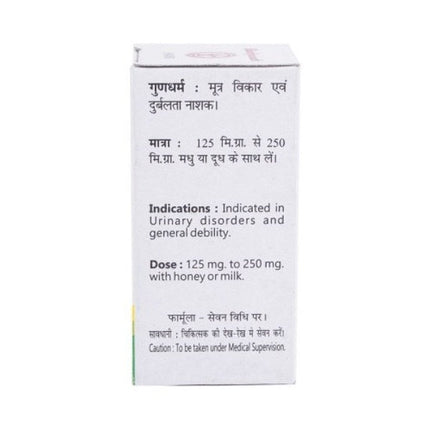 गुणधर्म : मूत्र विकार एवं
दुर्बलता नाशक।
मात्रा : 125 मि.ग्रा. से 250
मि.ग्रा. मधु या दूध के साथ लें।
Indications : Indicated in
Urinary disorders and
general debility.
Dose : 125 mg. to 250 mg.
with honey or milk.
फार्मूला – सेवन विधि पर।
सावधानी : चिकित्सक की देख-रेख में सेवन करें।
Caution : To be taken under Medical Supervision.